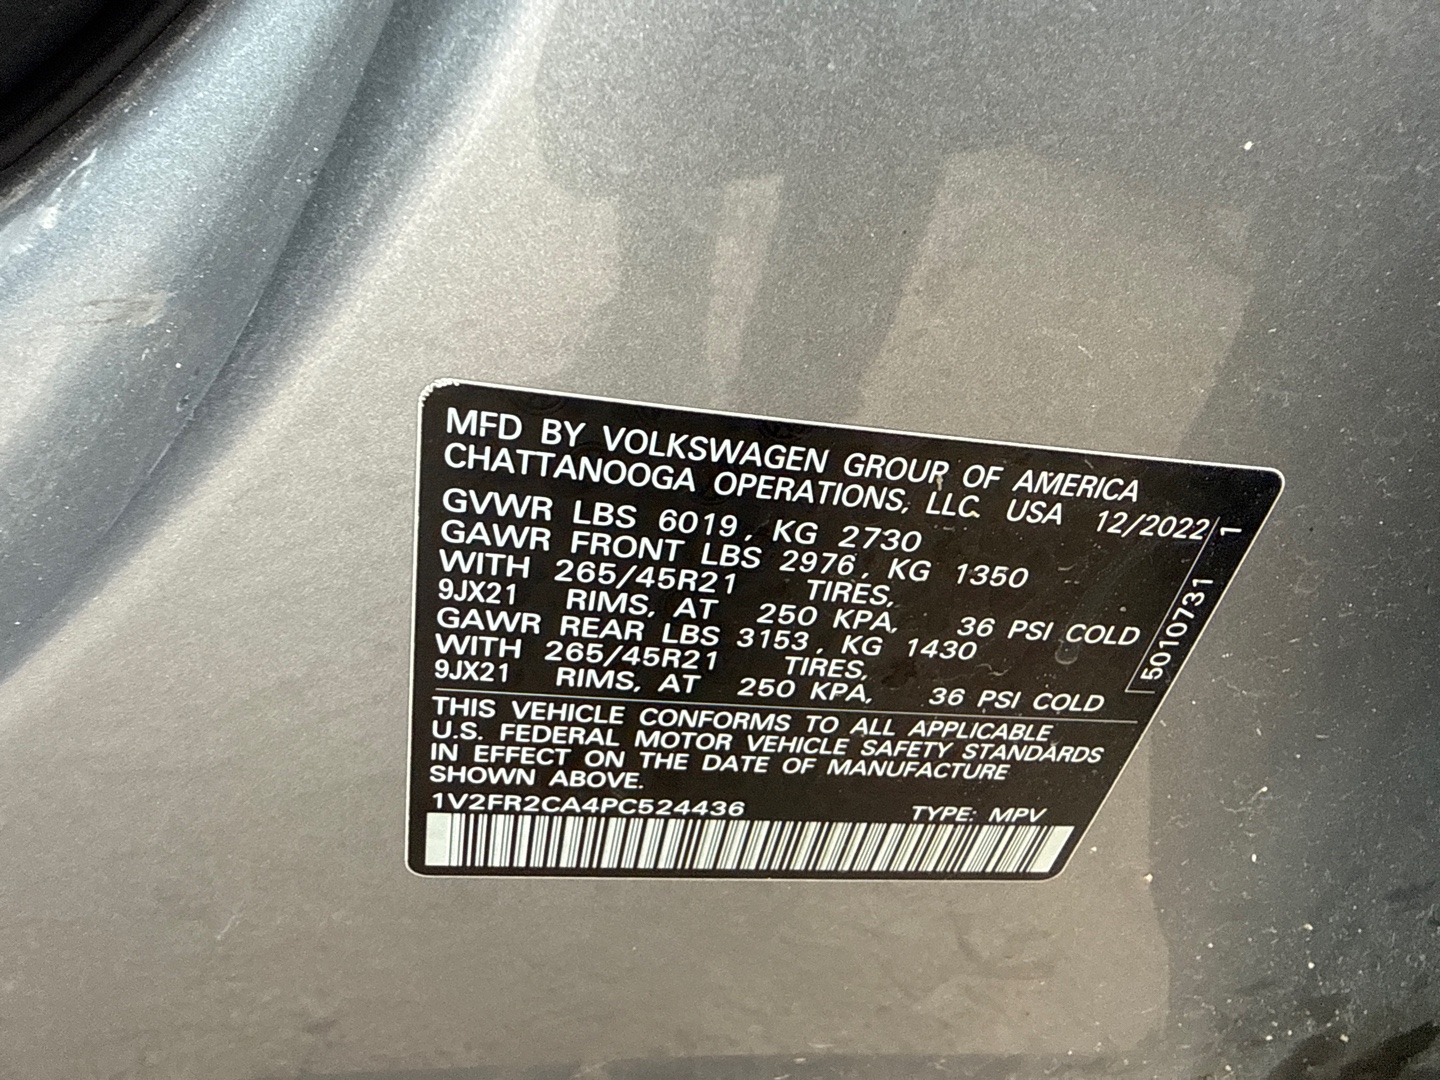 MFD BY VOLKSWAGEN GROUP OF AMERICA
CHATTANOOGA OPERATIONS, LLC USA 12/2022
GVWR LBS 6019, KG 2730
GAWR FRONT LBS 2976, KG 1350
WITH 265/45R21 TIRES,
9JX21 RIMS, AT 250 KPA, 36 PSI COLD
GAWR REAR LBS 3153, KG 1430
WITH 265/45R21 TIRES,
9JX21 RIMS, AT 250 KPA, 36 PSI COLD
5010731 1
THIS VEHICLE CONFORMS TO ALL APPLICABLE
U.S. FEDERAL MOTOR VEHICLE SAFETY STANDARDS
IN EFFECT ON THE DATE OF MANUFACTURE
SHOWN ABOVE.
1V2FR2CA4PC524436 TYPE: MPV